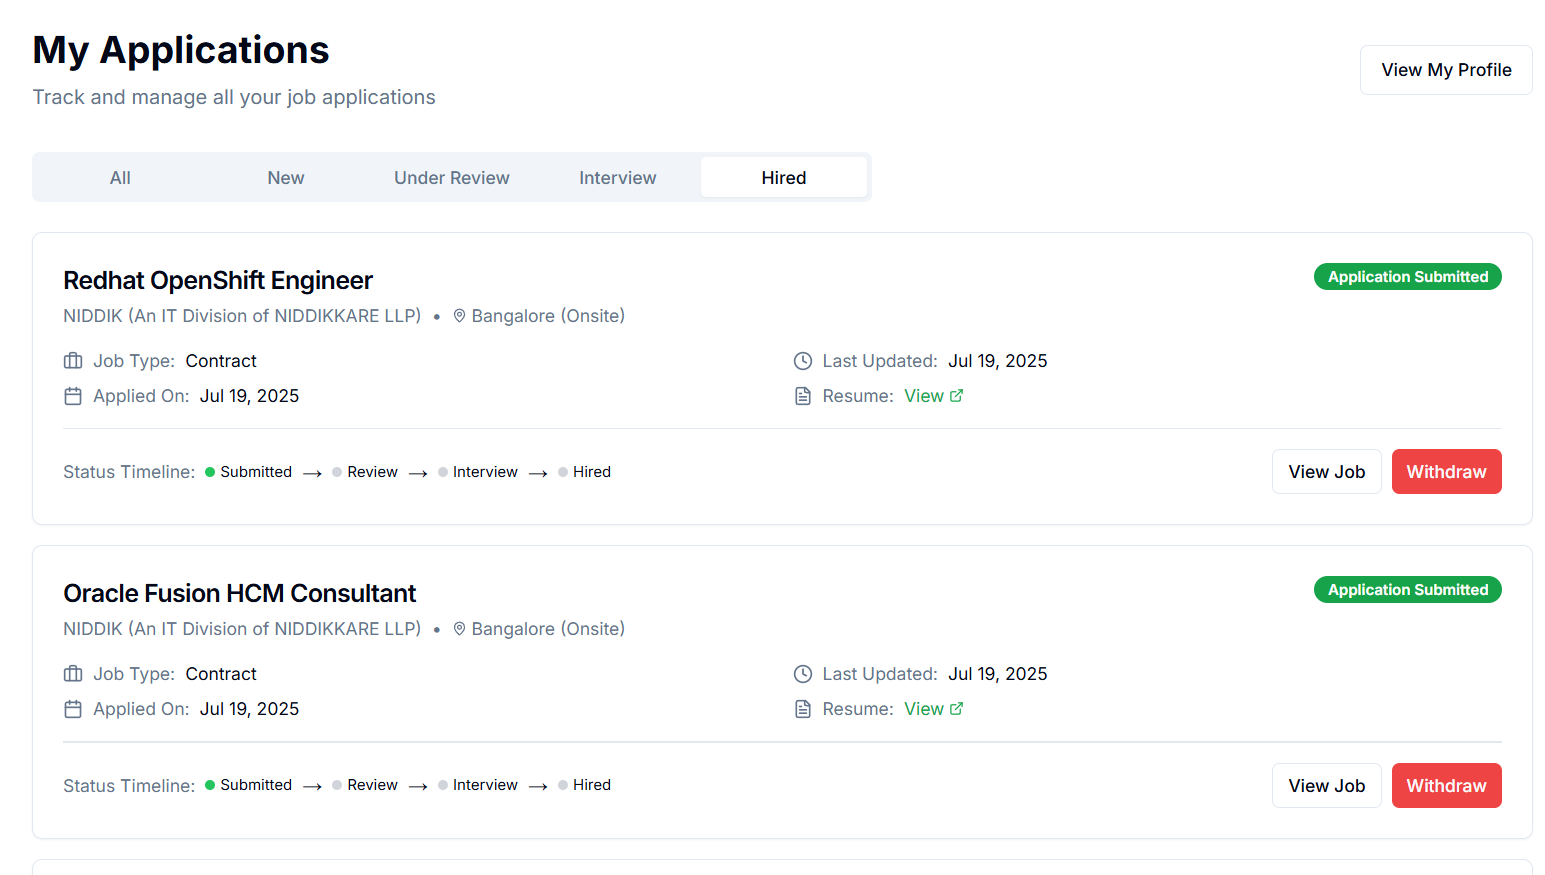 My Applications
Track and manage all your job applications
View My Profile
All
New
Under Review
Interview
Hired
Redhat OpenShift Engineer
Application Submitted
NIDDIK (An IT Division of NIDDIKKARE LLP) • Bangalore (Onsite)
Job Type: Contract
Last Updated: Jul 19, 2025
Applied On: Jul 19, 2025
Resume: View
Status Timeline: Submitted → Review → Interview → Hired
View Job
Withdraw
Oracle Fusion HCM Consultant
Application Submitted
NIDDIK (An IT Division of NIDDIKKARE LLP) • Bangalore (Onsite)
Job Type: Contract
Last Updated: Jul 19, 2025
Applied On: Jul 19, 2025
Resume: View
Status Timeline: Submitted → Review → Interview → Hired
View Job
Withdraw